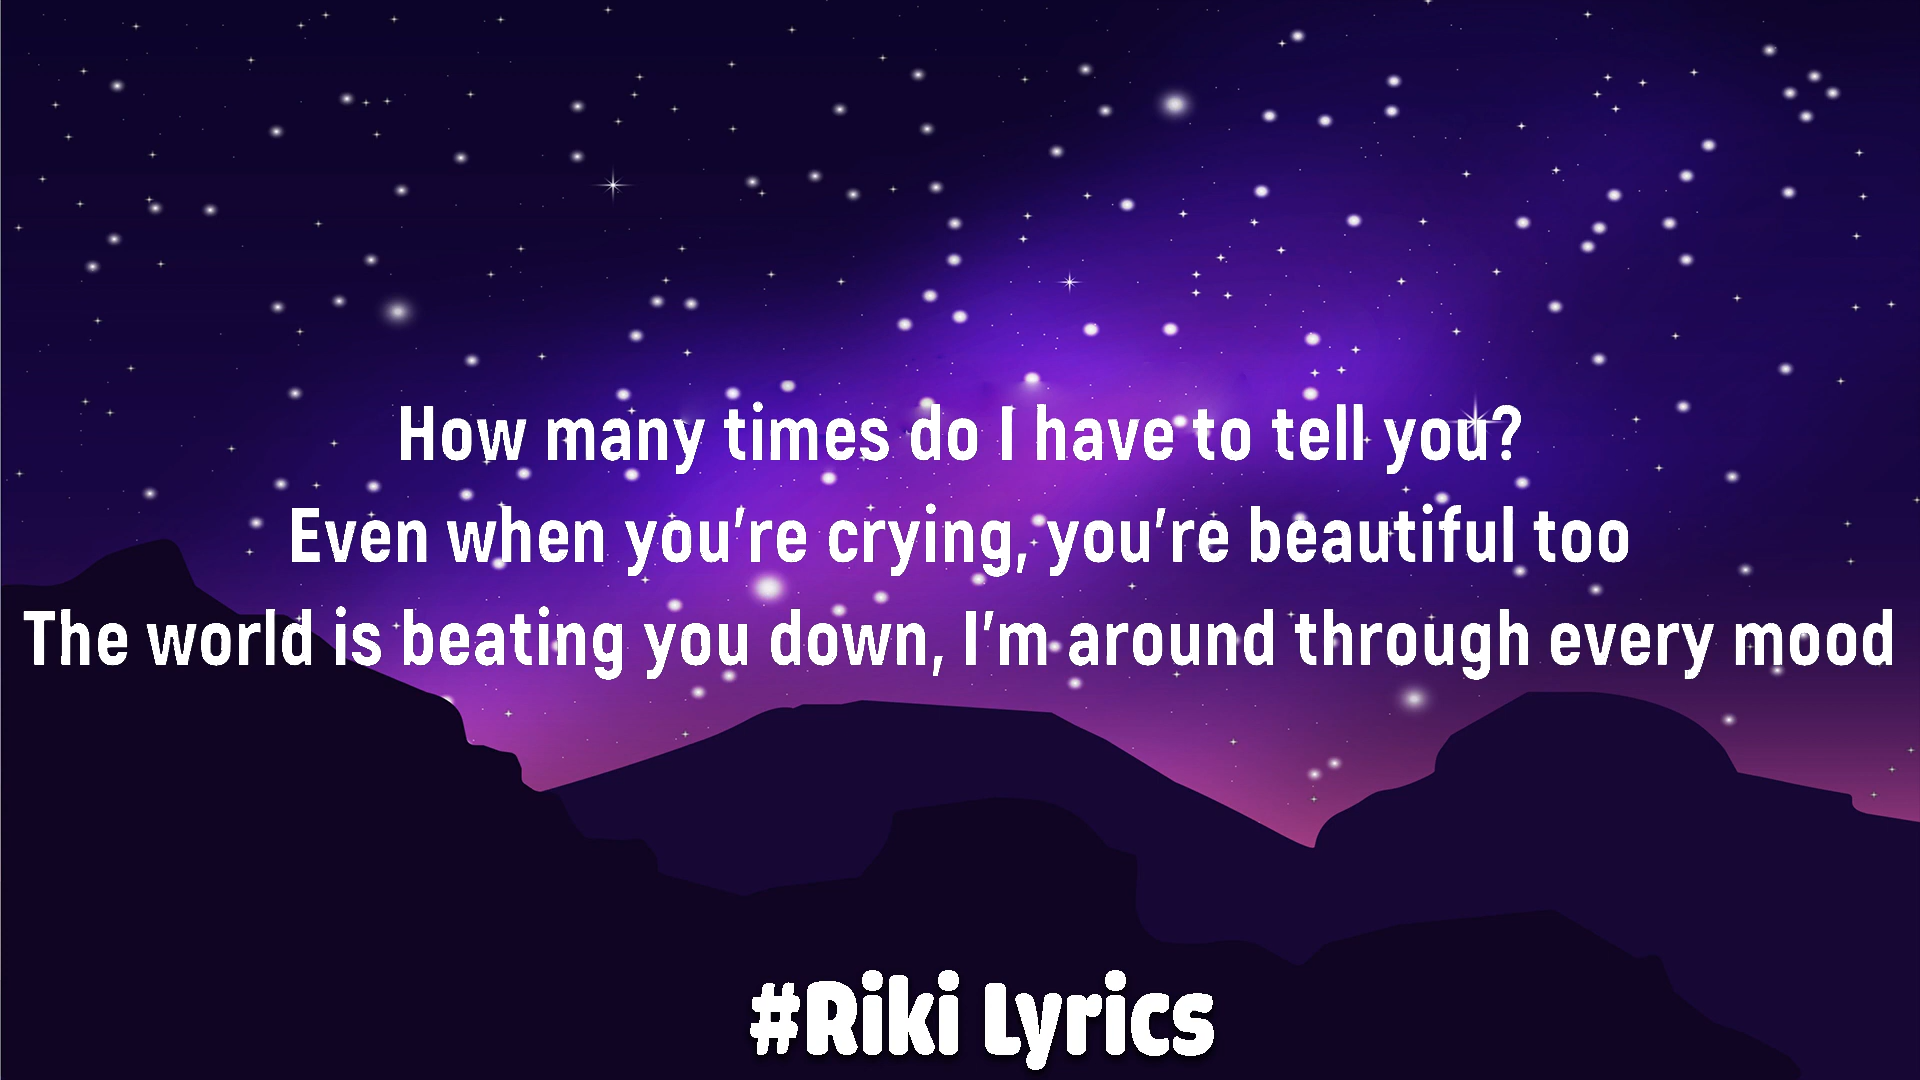 How many times do I have to tell you?
Even when you're crying, you're beautiful too
The world is beating you down, I'm around through every mood
#Riki Lyrics